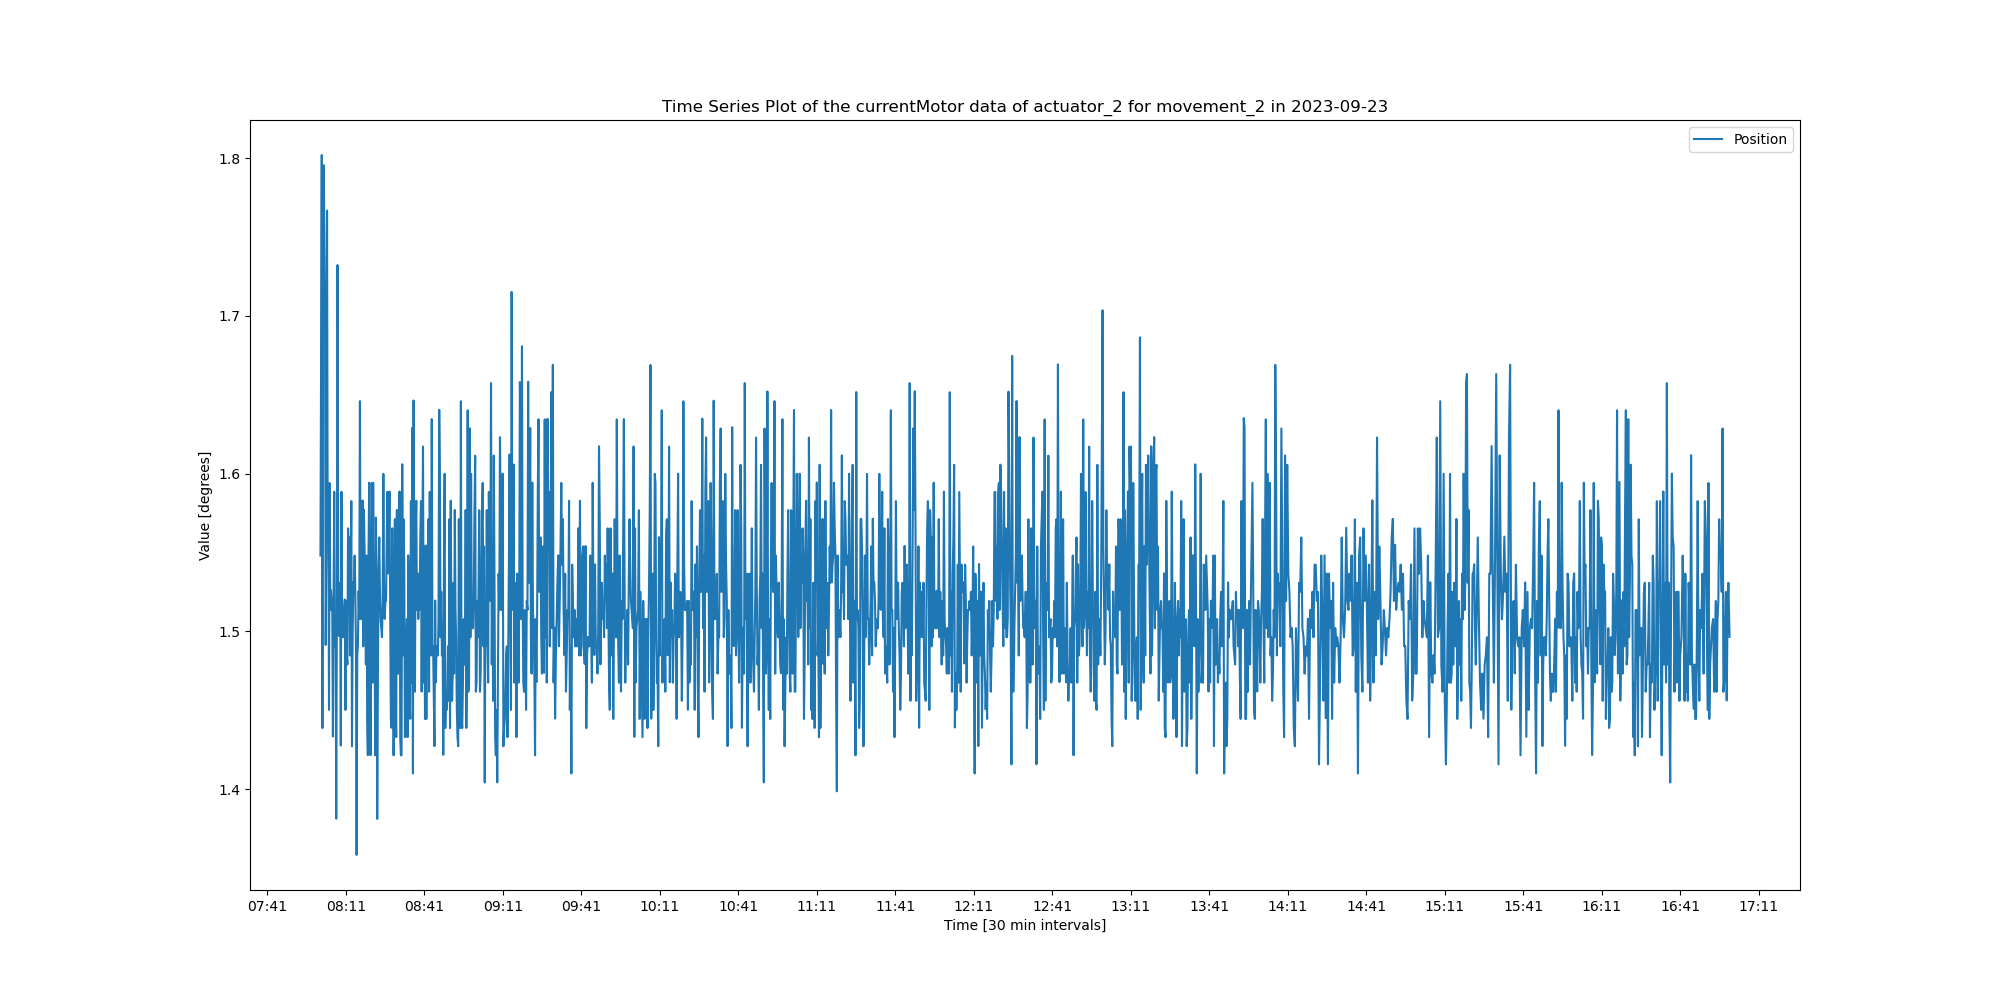 Time Series Plot of the currentMotor data of actuator_2 for movement_2 in 2023-09-23
Position
Value [degrees]
1.8
1.7
1.6
1.5
1.4
07:41 08:11 08:41 09:11 09:41 10:11 10:41 11:11 11:41 12:11 12:41 13:11 13:41 14:11 14:41 15:11 15:41 16:11 16:41 17:11
Time [30 min intervals]